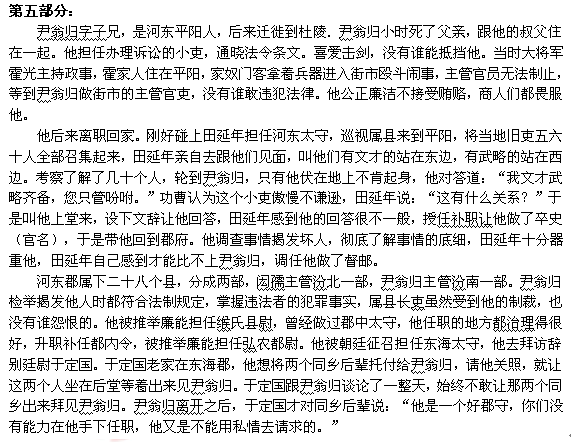 第五部分：
尹翁归字子兄，是河东平阳人，后来迁徙到杜陵．尹翁归小时死了父亲，跟他的叔父住
在一起。他担任办理诉讼的小吏，通晓法令条文。喜爱击剑，没有谁能抵挡他。当时大将军
霍光主持政事，霍家人住在平阳，家奴门客拿着兵器进入街市殴斗闹事，主管官员无法制止，
等到尹翁归做街市的主管官吏，没有谁敢违犯法律。他公正廉洁不接受贿赂，商人们都畏服
他。
他后来离职回家。刚好碰上田延年担任河东太守，巡视属县来到平阳，将当地旧吏五六
十人全部召集起来，田延年亲自去跟他们见面，叫他们有文才的站在东边，有武略的站在西
边。考察了解了几十个人，轮到尹翁归，只有他伏在地上不肯起身，他对答道：“我文才武
略齐备，您只管吩咐。”功曹认为这个小吏傲慢不谦逊，田延年说：“这有什么关系？”于
是叫他上堂来，设下文辞让他回答，田延年感到他的回答很不一般，授任补职让他做了卒史
（官名），于是带他回到郡府。他调查事情揭发坏人，彻底了解事情的底细，田延年十分器
重他，田延年自己感到才能比不上尹翁归，调任他做了督邮。
河东郡属下二十八个县，分成两部，闳孺主管汾北一部，尹翁归主管汾南一部。尹翁归
检举揭发他人时都符合法制规定，掌握违法者的犯罪事实，属县长吏虽然受到他的制裁，也
没有谁怨恨的。他被推举廉能担任缑氏县尉，曾经做过郡中太守，他任职的地方都治理得很
好，升职补任都内令，被推举廉能担任弘农都尉。他被朝廷征召担任东海太守，他去拜访辞
别廷尉于定国。于定国老家在东海郡，他想将两个同乡后辈托付给尹翁归，请他关照，就让
这两个人坐在后堂等着出来见尹翁归。于定国跟尹翁归谈论了一整天，始终不敢让那两个同
乡出来拜见尹翁归。尹翁归离开之后，于定国才对同乡后辈说：“他是一个好郡守，你们没
有能力在他手下任职，他又是不能用私情去请求的。”